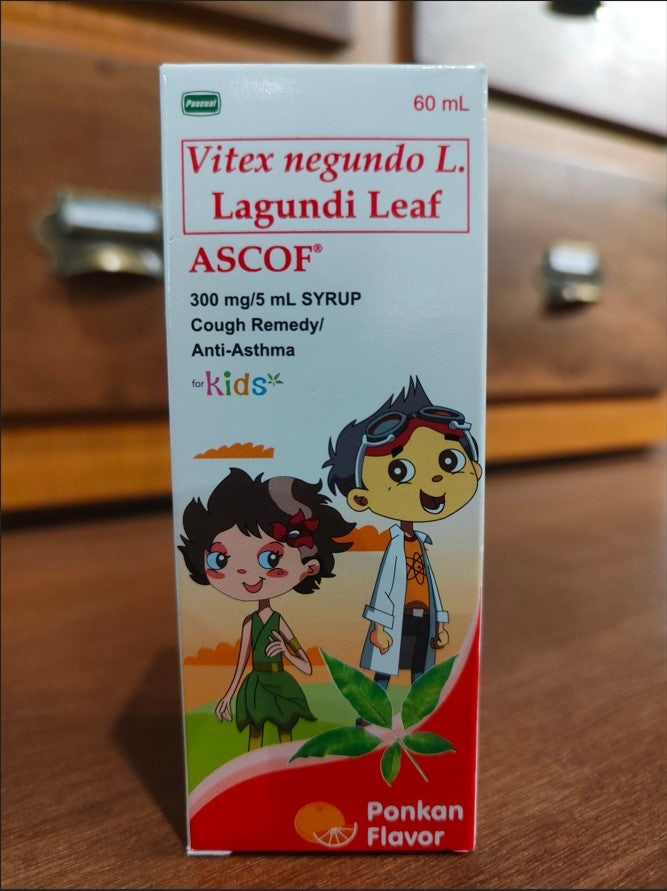 Pascual
60 mL
Vitex negundo L.
Lagundi Leaf
ASCOF®
300 mg/5 mL SYRUP
Cough Remedy/
Anti-Asthma
for kids
Ponkan
Flavor